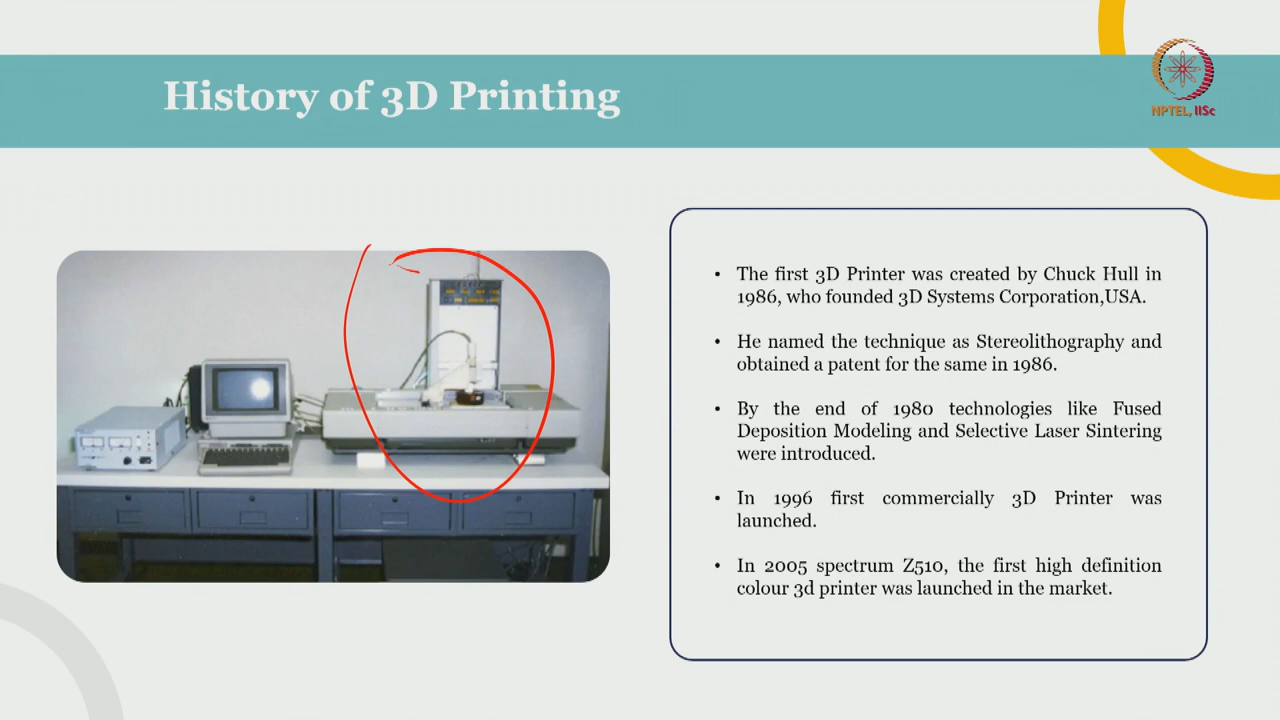 History of 3D Printing
NPTEL, IISc
• The first 3D Printer was created by Chuck Hull in
1986, who founded 3D Systems Corporation,USA.
• He named the technique as Stereolithography and
obtained a patent for the same in 1986.
• By the end of 1980 technologies like Fused
Deposition Modeling and Selective Laser Sintering
were introduced.
• In 1996 first commercially 3D Printer was
launched.
• In 2005 spectrum Z510, the first high definition
colour 3d printer was launched in the market.